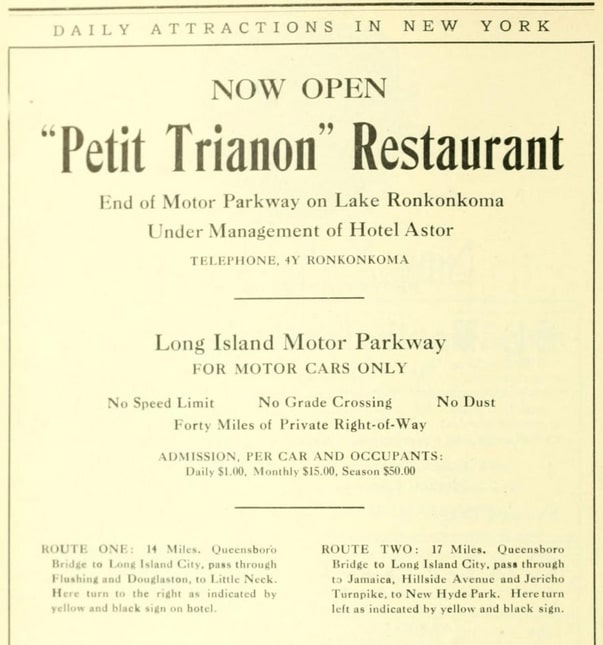 DAILY ATTRACTIONS IN NEW YORK
NOW OPEN
"Petit Trianon" Restaurant
End of Motor Parkway on Lake Ronkonkoma
Under Management of Hotel Astor
TELEPHONE, 4Y RONKONKOMA
Long Island Motor Parkway
FOR MOTOR CARS ONLY
No Speed Limit No Grade Crossing No Dust
Forty Miles of Private Right-of-Way
ADMISSION, PER CAR AND OCCUPANTS:
Daily $1.00, Monthly $15.00, Season $50.00
ROUTE ONE: 14 Miles. Queensboro
Bridge to Long Island City, pass through
Flushing and Douglaston, to Little Neck.
Here turn to the right as indicated by
yellow and black sign on hotel.
ROUTE TWO: 17 Miles. Queensboro
Bridge to Long Island City, pass through
to Jamaica, Hillside Avenue and Jericho
Turnpike, to New Hyde Park. Here turn
left as indicated by yellow and black sign.